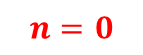 n = 0